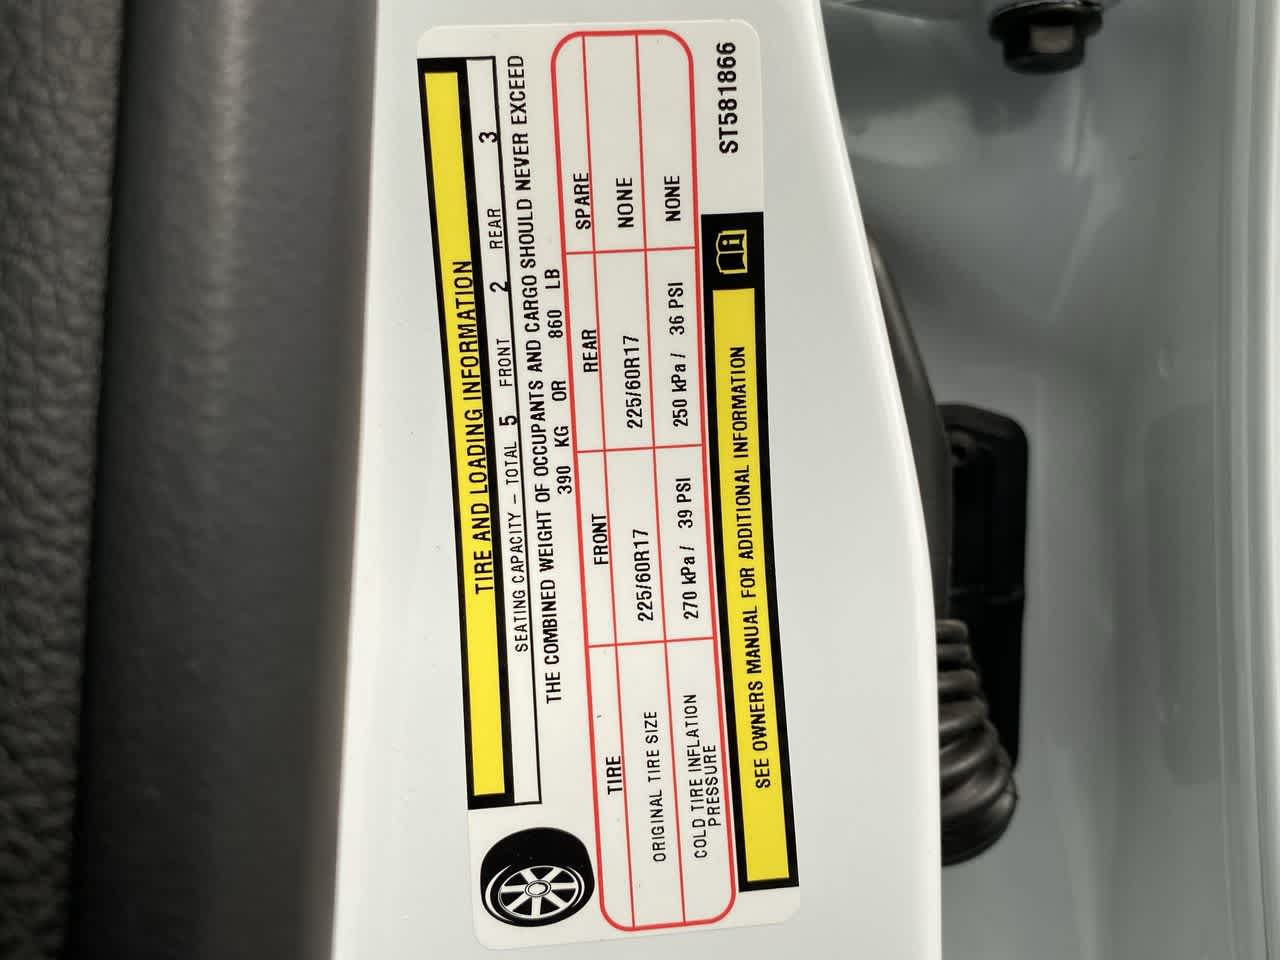 TIRE AND LOADING INFORMATION
SEATING CAPACITY – TOTAL 5 FRONT 2 REAR 3
THE COMBINED WEIGHT OF OCCUPANTS AND CARGO SHOULD NEVER EXCEED
390 KG OR 860 LB
TIRE FRONT REAR SPARE
ORIGINAL TIRE SIZE 225/60R17 225/60R17 NONE
COLD TIRE INFLATION PRESSURE 270 kPa / 39 PSI 250 kPa / 36 PSI NONE
SEE OWNERS MANUAL FOR ADDITIONAL INFORMATION
ST581866